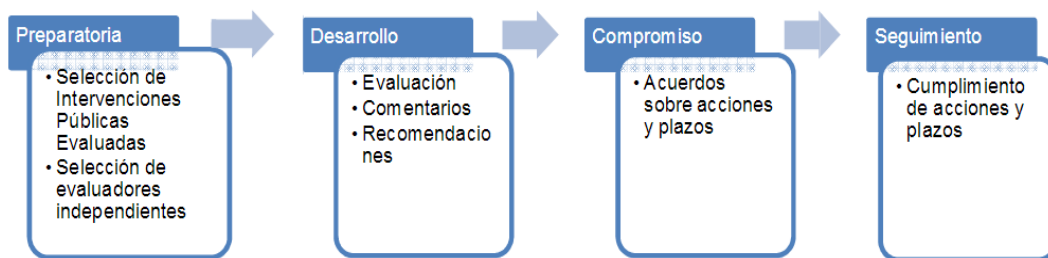 Preparatoria
• Selección de
Intervenciones
Públicas
Evaluadas
• Selección de
evaluadores
independientes
Desarrollo
• Evaluación
• Comentarios
• Recomendacio
nes
Compromiso
• Acuerdos
sobre acciones
y plazos
Seguimiento
• Cumplimiento
de acciones y
plazos